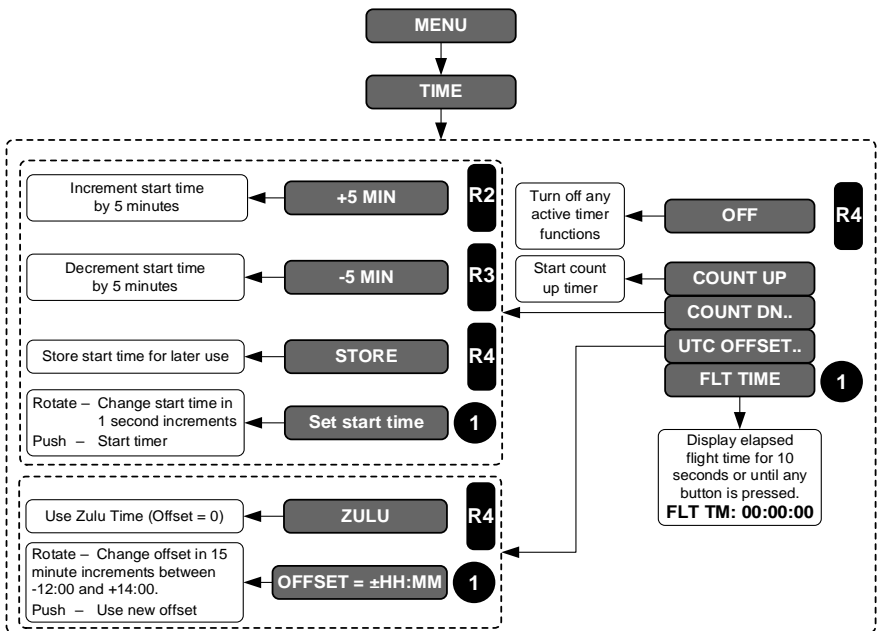 MENU
TIME
Increment start time
by 5 minutes
+5 MIN
R2
Decrement start time
by 5 minutes
-5 MIN
R3
Store start time for later use
STORE
R4
Rotate – Change start time in
1 second increments
Push – Start timer
Set start time
1
Use Zulu Time (Offset = 0)
ZULU
R4
Rotate – Change offset in 15
minute increments between
-12:00 and +14:00.
Push – Use new offset
OFFSET = ±HH:MM
1
Turn off any
active timer
functions
OFF
R4
Start count
up timer
COUNT UP
COUNT DN..
UTC OFFSET..
FLT TIME
1
Display elapsed
flight time for 10
seconds or until any
button is pressed.
FLT TM: 00:00:00